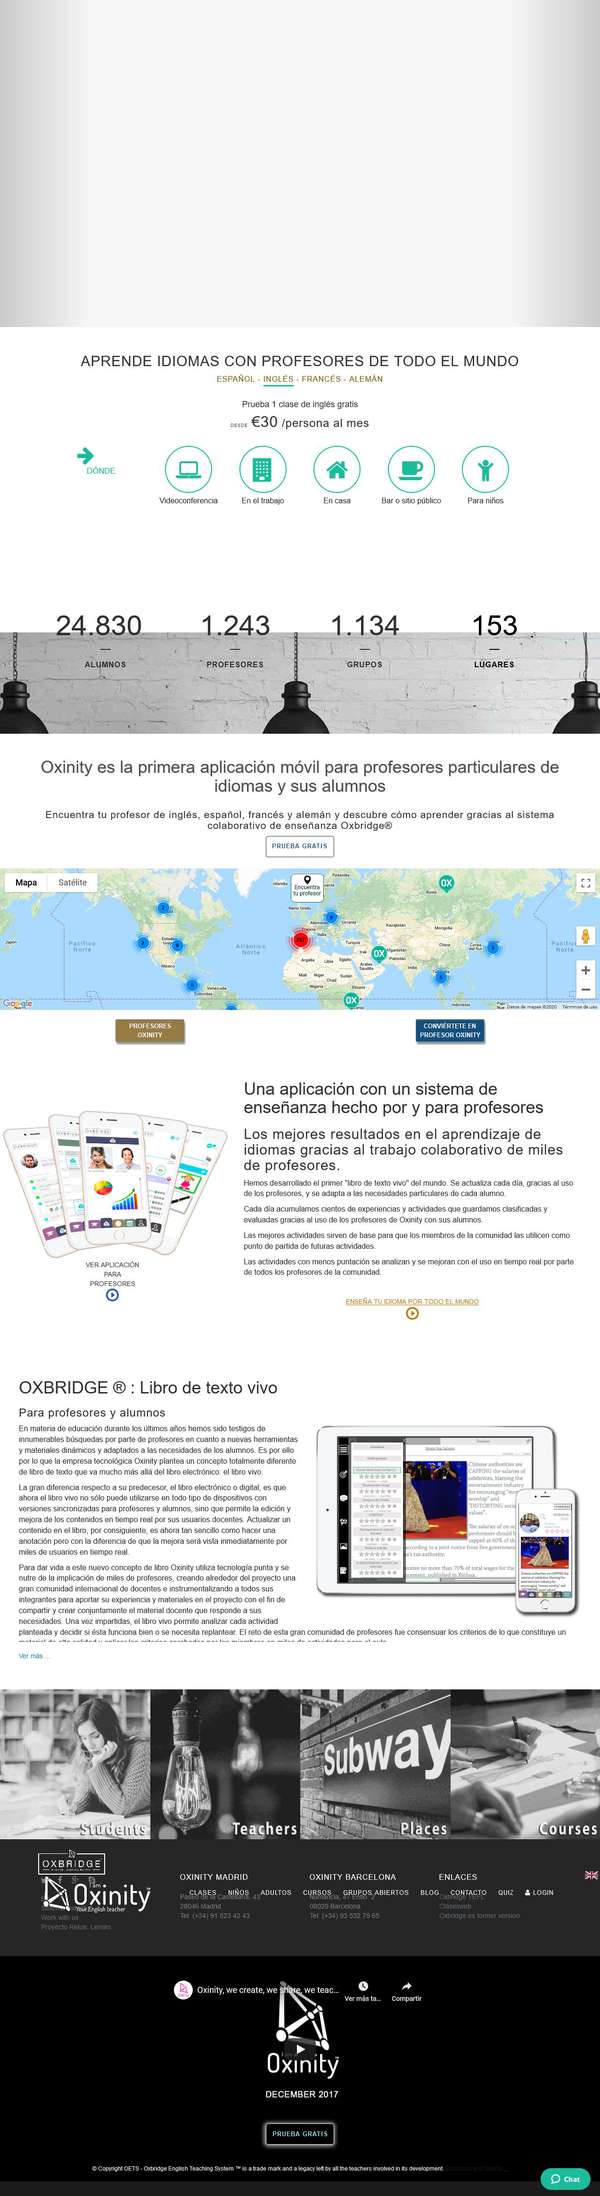 APRENDE IDIOMAS CON PROFESORES DE TODO EL MUNDO
ESPAÑOL - INGLÉS - FRANCÉS - ALEMÁN
Prueba 1 clase de inglés gratis
DESDE €30 /persona al mes
DÓNDE
Videoconferencia
En el trabajo
En casa
Bar o sitio público
Para niños
24.830
1.243
1.134
153
ALUMNOS
PROFESORES
GRUPOS
LUGARES
Oxinity es la primera aplicación móvil para profesores particulares de
idiomas y sus alumnos
Encuentra tu profesor de inglés, español, francés y alemán y descubre cómo aprender gracias al sistema
colaborativo de enseñanza Oxbridge®
PRUEBA GRATIS
Mapa
Satélite
Encuentra
tu profesor
OX
Google
Datos de mapas ©2020
Términos de uso
PROFESORES
OXINITY
CONVIÉRTETE EN
PROFESOR OXINITY
Una aplicación con un sistema de
enseñanza hecho por y para profesores
Los mejores resultados en el aprendizaje de
idiomas gracias al trabajo colaborativo de miles
de profesores.
Hemos desarrollado el primer "libro de texto vivo" del mundo. Se actualiza cada día, gracias al uso
de los profesores, y se adapta a las necesidades particulares de cada alumno.
Cada día acumulamos cientos de experiencias y actividades que guardamos clasificadas y
evaluadas gracias al uso de los profesores de Oxinity con sus alumnos.
Las mejores actividades sirven de base para que los miembros de la comunidad las utilicen como
punto de partida de futuras actividades.
Las actividades con menos puntación se analizan y se mejoran con el uso en tiempo real por parte
de todos los profesores de la comunidad.
VER APLICACIÓN
PARA
PROFESORES
ENSEÑA TU IDIOMA POR TODO EL MUNDO
OXBRIDGE ® : Libro de texto vivo
Para profesores y alumnos
En materia de educación durante los últimos años hemos sido testigos de
innumerables búsquedas por parte de profesores en cuanto a nuevas herramientas
y materiales dinámicos y adaptados a las necesidades de los alumnos. Es por ello
por lo que la empresa tecnológica Oxinity plantea un concepto totalmente diferente
de libro de texto que va mucho más allá del libro electrónico: el libro vivo.
La gran diferencia respecto a su predecesor, el libro electrónico o digital, es que
ahora el libro vivo no sólo puede utilizarse en todo tipo de dispositivos con
versiones sincronizadas para profesores y alumnos, sino que permite la edición y
mejora de los contenidos en tiempo real por sus usuarios docentes. Actualizar un
contenido en el libro, por consiguiente, es ahora tan sencillo como hacer una
anotación pero con la diferencia de que la mejora será vista inmediatamente por
miles de usuarios en tiempo real.
Para dar vida a este nuevo concepto de libro Oxinity utiliza tecnología punta y se
nutre de la implicación de miles de profesores, creando alrededor del proyecto una
gran comunidad internacional de docentes e instrumentalizando a todos sus
integrantes para aportar su experiencia y materiales en el proyecto con el fin de
compartir y crear conjuntamente el material docente que responde a sus
necesidades. Una vez impartidas, el libro vivo permite analizar cada actividad
planteada y decidir si ésta funciona bien o se necesita replantear. El reto de esta gran comunidad de profesores fue consensuar los criterios de lo que constituye un
Ver más ...
Students
Teachers
Subway
Places
Courses
OXBRIDGE
Oxinity
Your English teacher
Work with us
OXINITY MADRID
Paseo de la Castellana, 40
28046 Madrid
Tel: (+34) 91 523 42 43
OXINITY BARCELONA
09029 Barcelona
Tel: (+34) 93 532 75 65
ENLACES
CLASES
NIÑOS
ADULTOS
CURSOS
GRUPOS ABIERTOS
BLOG
CONTACTO
QUIZ
LOGIN
Oxbridge.es former version
Oxinity, we create, we share, we teac...
Ver más ta...
Compartir
Oxinity
DECEMBER 2017
PRUEBA GRATIS
© Copyright OETS - Oxbridge English Teaching System ™ is a trade mark and a legacy left by all the teachers involved in its development.
Chat